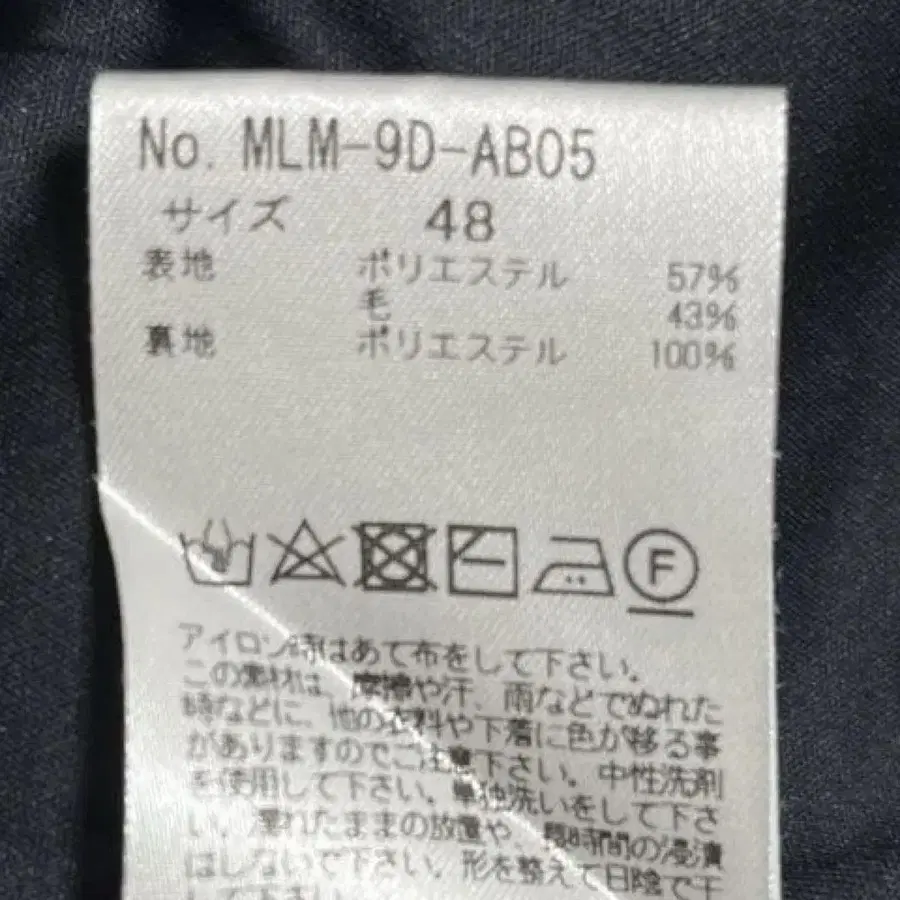 No. MLM-9D-AB05
サイズ 48
表地 ポリエステル 57%
毛 43%
裏地 ポリエステル 100%
F
アイロン時はあて布をして下さい.
この素材は、摩擦や汗、雨などでぬれた
時などに、他の衣料や下着に色が移る事
がありますのでご注意下さい. 中性洗剤
を使用して下さい. 単独洗いをして下さ
い. 濡れたままの放置や、長時間の浸漬
はしないで下さい. 形を整えて日陰で干
して下さい.